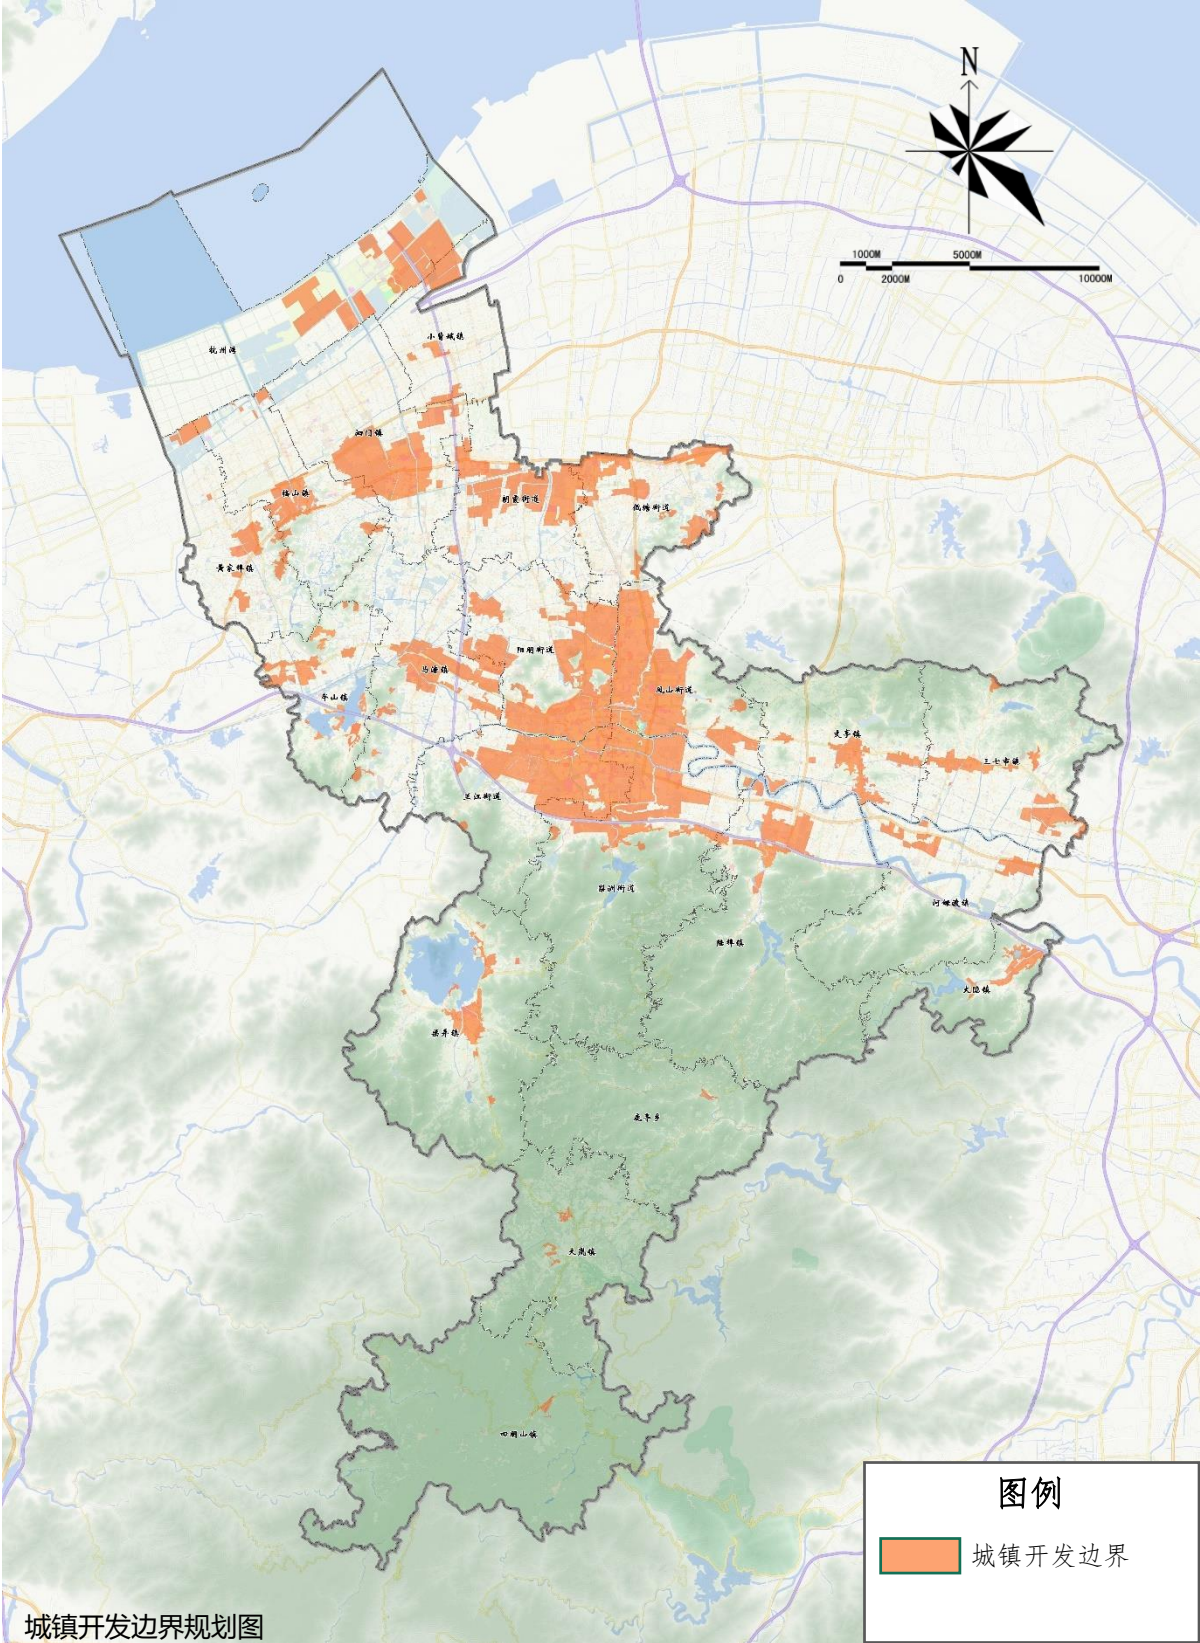 N
1000M 5000M
0 2000M 10000M
杭州湾
小曹娥镇
泗门镇
临山镇
朗霞街道
低塘街道
黄家埠镇
阳明街道
马渚镇
凤山街道
牟山镇
丈亭镇
三七市镇
兰江街道
梨洲街道
河姆渡镇
陆埠镇
大隐镇
梁弄镇
鹿亭乡
大岚镇
四明山镇
图例
城镇开发边界
城镇开发边界规划图